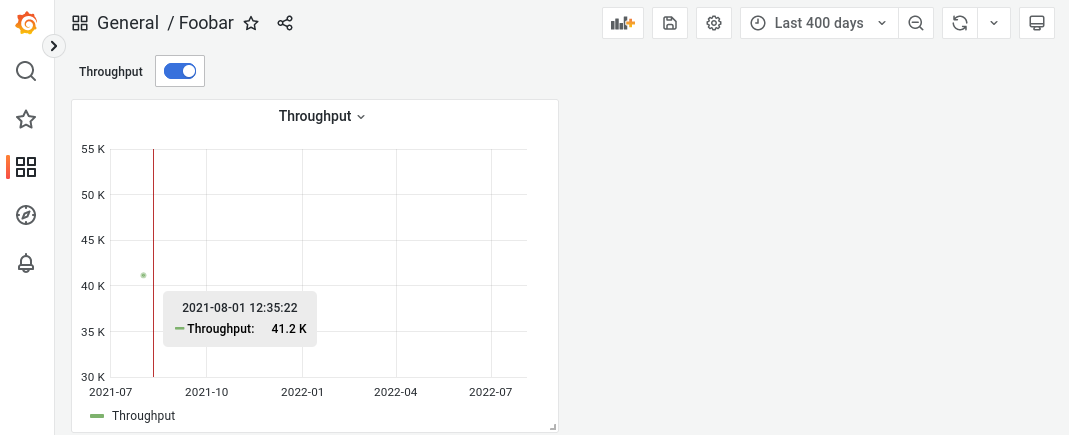 General / Foobar
Last 400 days
Throughput
Throughput
55 K
50 K
45 K
40 K
35 K
30 K
2021-08-01 12:35:22
Throughput: 41.2 K
2021-07 2021-10 2022-01 2022-04 2022-07
Throughput